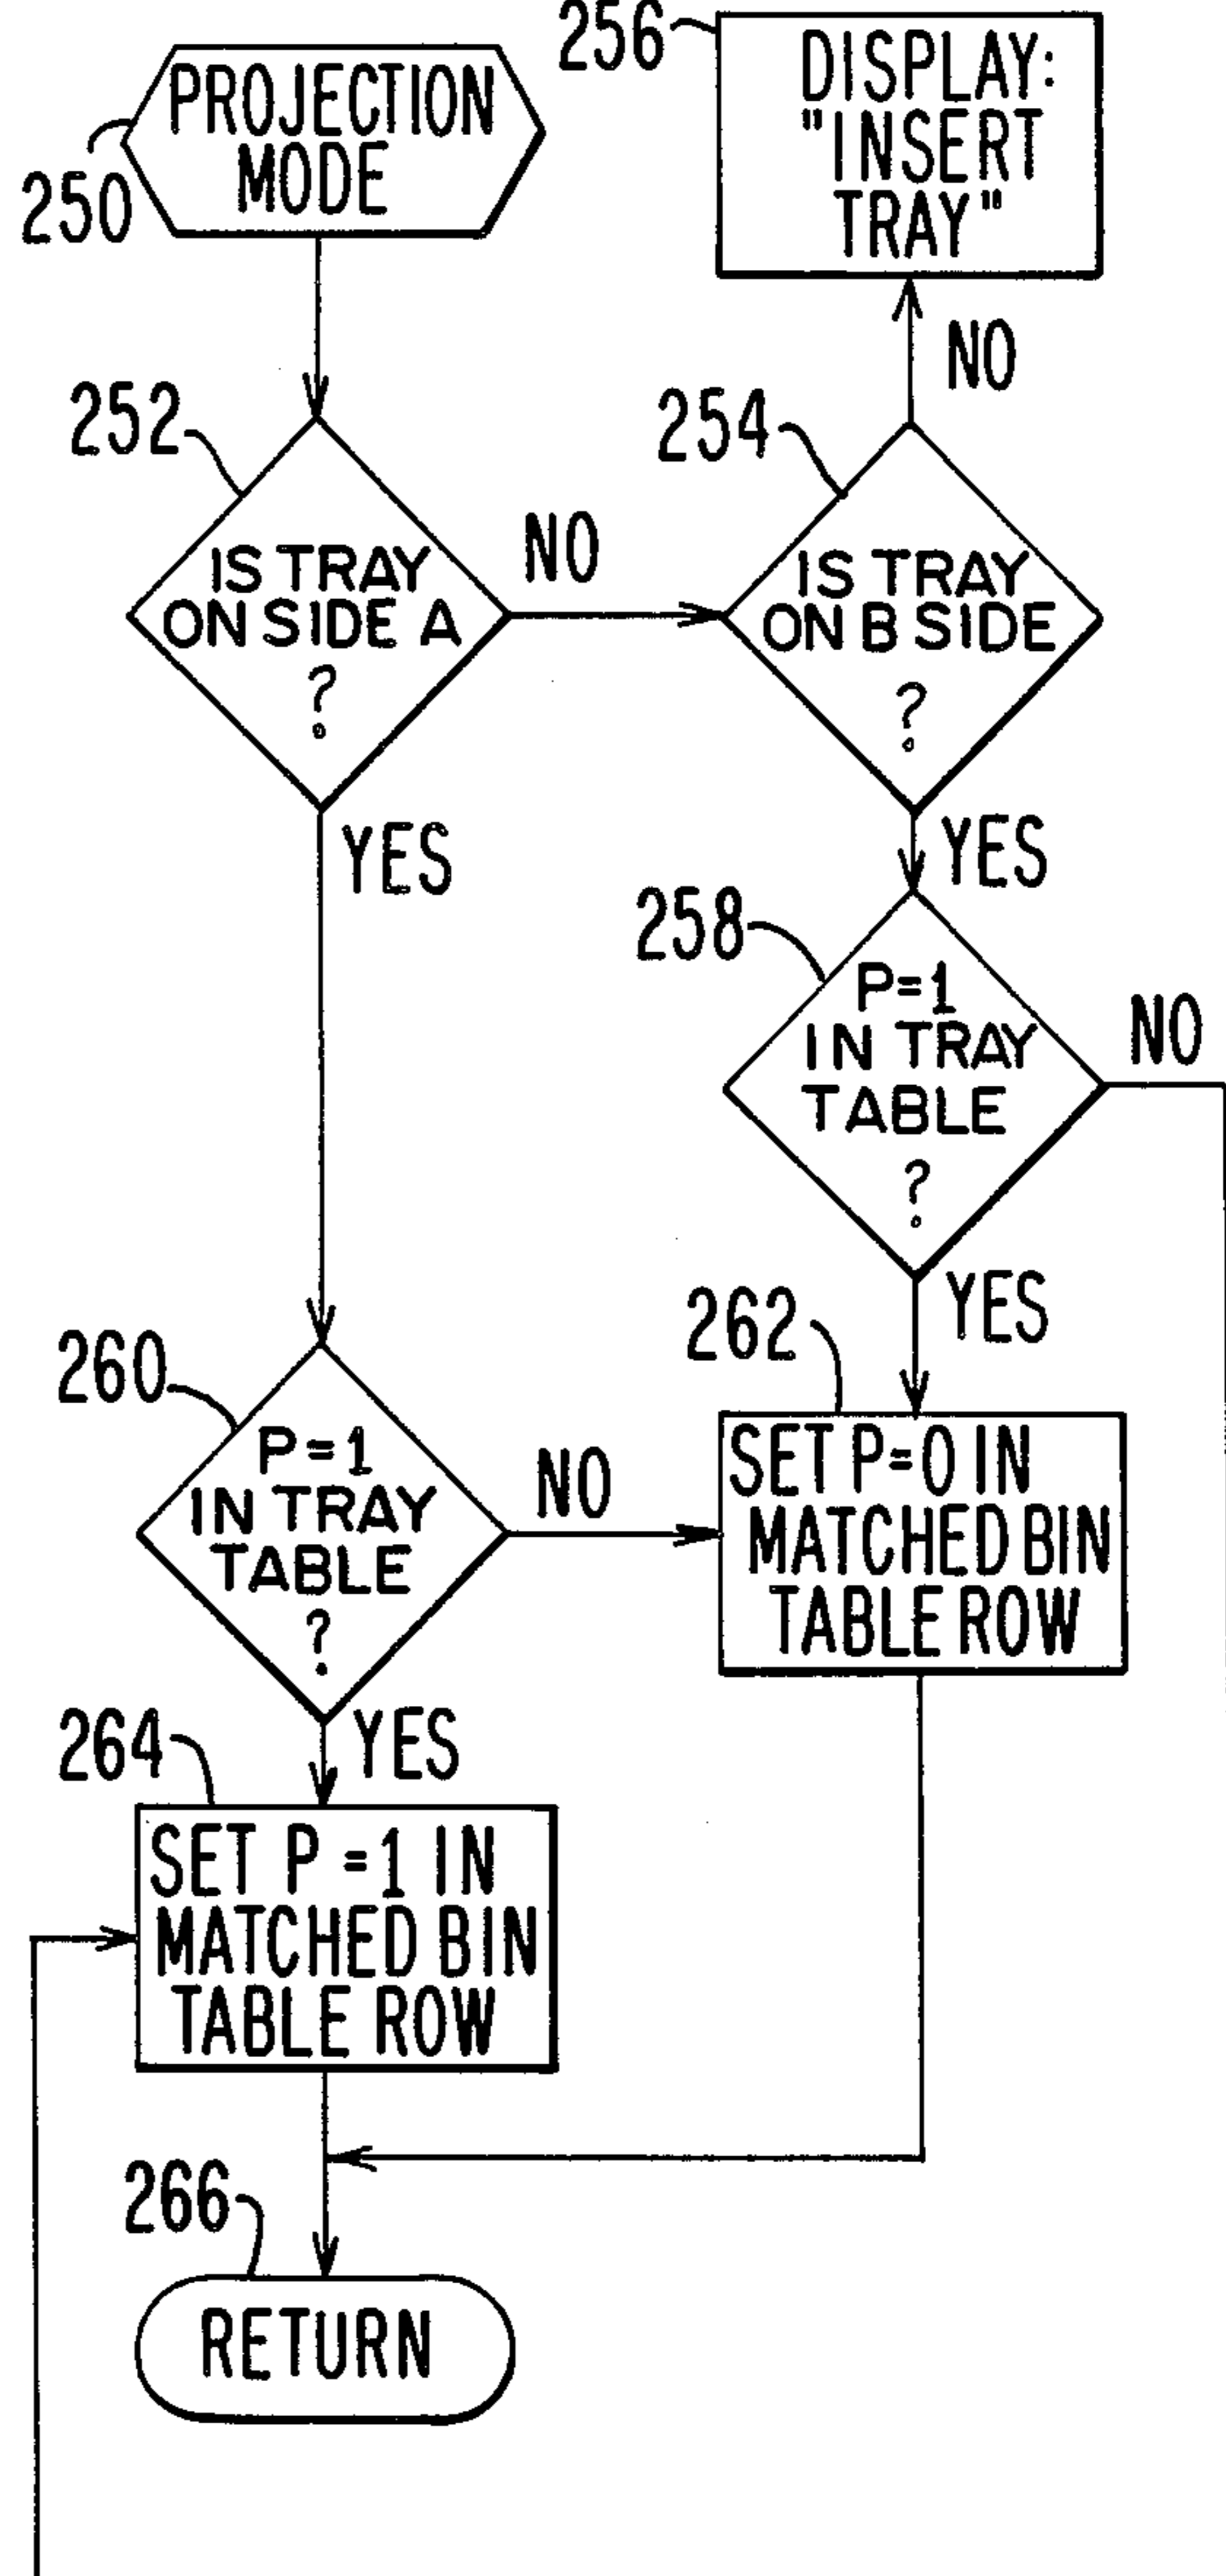 256
DISPLAY:
"INSERT
TRAY"
PROJECTION
MODE
250
NO
252
254
NO
IS TRAY
ON SIDE A
?
IS TRAY
ON B SIDE
?
YES
YES
258
P=1
IN TRAY
TABLE
?
NO
YES
260
262
P=1
IN TRAY
TABLE
?
NO
SET P=0 IN
MATCHED BIN
TABLE ROW
YES
264
SET P =1 IN
MATCHED BIN
TABLE ROW
266
RETURN